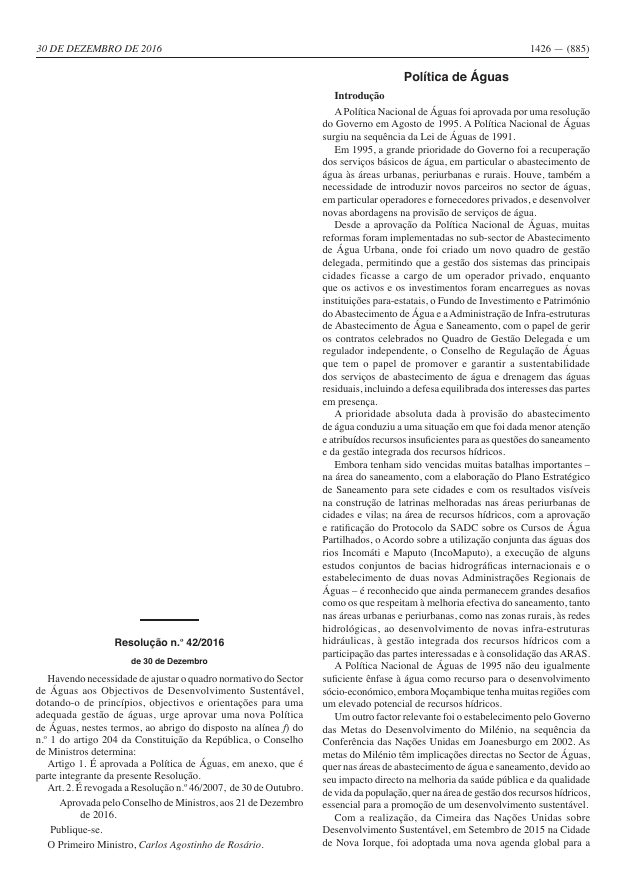 30 DE DEZEMBRO DE 2016
1426 — (885)
Resolução n.º 42/2016
de 30 de Dezembro
Havendo necessidade de ajustar o quadro normativo do Sector
de Águas aos Objectivos de Desenvolvimento Sustentável,
dotando-o de princípios, objectivos e orientações para uma
adequada gestão de águas, urge aprovar uma nova Política
de Águas, nestes termos, ao abrigo do disposto na alínea f) do
n.º 1 do artigo 204 da Constituição da República, o Conselho
de Ministros determina:
Artigo 1. É aprovada a Política de Águas, em anexo, que é
parte integrante da presente Resolução.
Art. 2. É revogada a Resolução n.º 46/2007, de 30 de Outubro.
Aprovada pelo Conselho de Ministros, aos 21 de Dezembro
de 2016.
Publique-se.
O Primeiro Ministro, Carlos Agostinho de Rosário.
Política de Águas
Introdução
A Política Nacional de Águas foi aprovada por uma resolução
do Governo em Agosto de 1995. A Política Nacional de Águas
surgiu na sequência da Lei de Águas de 1991.
Em 1995, a grande prioridade do Governo foi a recuperação
dos serviços básicos de água, em particular o abastecimento de
água às áreas urbanas, periurbanas e rurais. Houve, também a
necessidade de introduzir novos parceiros no sector de águas,
em particular operadores e fornecedores privados, e desenvolver
novas abordagens na provisão de serviços de água.
Desde a aprovação da Política Nacional de Águas, muitas
reformas foram implementadas no sub-sector de Abastecimento
de Água Urbana, onde foi criado um novo quadro de gestão
delegada, permitindo que a gestão dos sistemas das principais
cidades ficasse a cargo de um operador privado, enquanto
que os activos e os investimentos foram encarregues as novas
instituições para-estatais, o Fundo de Investimento e Património
do Abastecimento de Água e a Administração de Infra-estruturas
de Abastecimento de Água e Saneamento, com o papel de gerir
os contratos celebrados no Quadro de Gestão Delegada e um
regulador independente, o Conselho de Regulação de Águas
que tem o papel de promover e garantir a sustentabilidade
dos serviços de abastecimento de água e drenagem das águas
residuais, incluindo a defesa equilibrada dos interesses das partes
em presença.
A prioridade absoluta dada à provisão do abastecimento
de água conduziu a uma situação em que foi dada menor atenção
e atribuídos recursos insuficientes para as questões do saneamento
e da gestão integrada dos recursos hídricos.
Embora tenham sido vencidas muitas batalhas importantes –
na área do saneamento, com a elaboração do Plano Estratégico
de Saneamento para sete cidades e com os resultados visíveis
na construção de latrinas melhoradas nas áreas periurbanas de
cidades e vilas; na área de recursos hídricos, com a aprovação
e ratificação do Protocolo da SADC sobre os Cursos de Água
Partilhados, o Acordo sobre a utilização conjunta das águas dos
rios Incomáti e Maputo (IncoMaputo), a execução de alguns
estudos conjuntos de bacias hidrográficas internacionais e o
estabelecimento de duas novas Administrações Regionais de
Águas – é reconhecido que ainda permanecem grandes desafios
como os que respeitam à melhoria efectiva do saneamento, tanto
nas áreas urbanas e periurbanas, como nas zonas rurais, às redes
hidrológicas, ao desenvolvimento de novas infra-estruturas
hidráulicas, à gestão integrada dos recursos hídricos com a
participação das partes interessadas e à consolidação das ARAS.
A Política Nacional de Águas de 1995 não deu igualmente
suficiente ênfase à água como recurso para o desenvolvimento
sócio-económico, embora Moçambique tenha muitas regiões com
um elevado potencial de recursos hídricos.
Um outro factor relevante foi o estabelecimento pelo Governo
das Metas do Desenvolvimento do Milénio, na sequência da
Conferência das Nações Unidas em Joanesburgo em 2002. As
metas do Milénio têm implicações directas no Sector de Águas,
quer nas áreas de abastecimento de água e saneamento, devido ao
seu impacto directo na melhoria da saúde pública e da qualidade
de vida da população, quer na área de gestão dos recursos hídricos,
essencial para a promoção de um desenvolvimento sustentável.
Com a realização, da Cimeira das Nações Unidas sobre
Desenvolvimento Sustentável, em Setembro de 2015 na Cidade
de Nova Iorque, foi adoptada uma nova agenda global para a